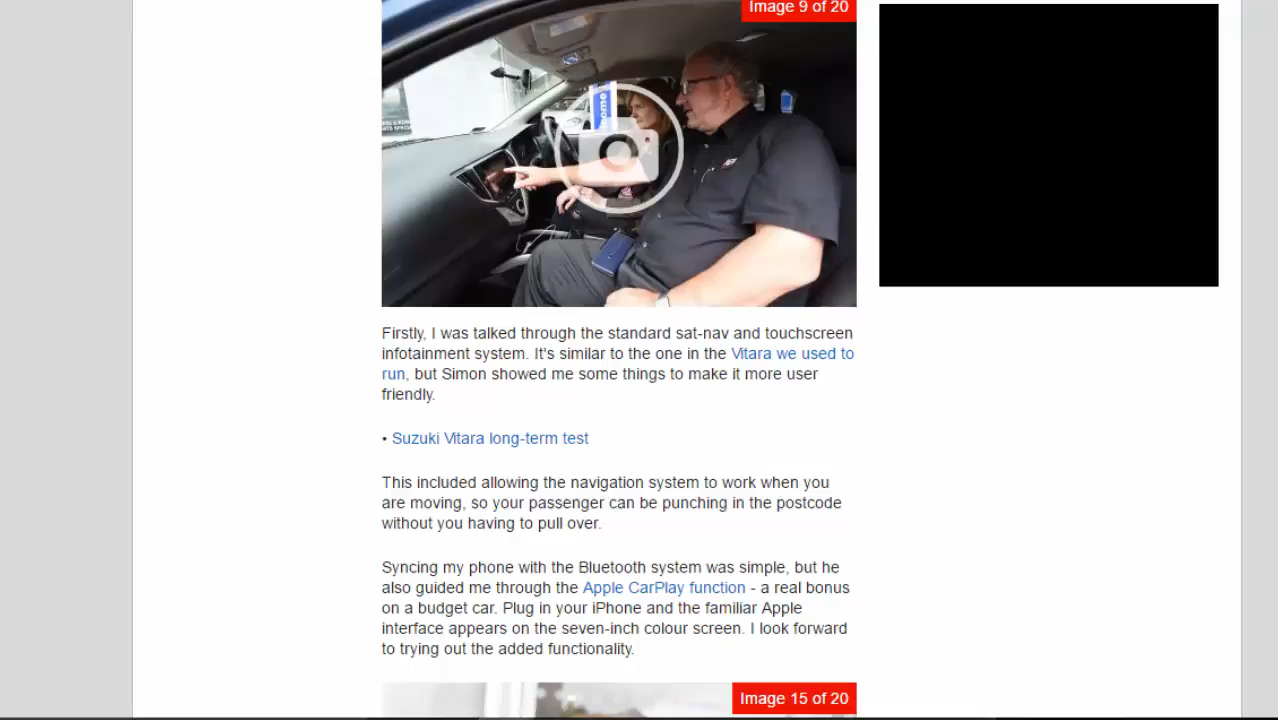 Image 9 of 20
ome
Firstly, I was talked through the standard sat-nav and touchscreen
infotainment system. It's similar to the one in the Vitara we used to
run, but Simon showed me some things to make it more user
friendly.
• Suzuki Vitara long-term test
This included allowing the navigation system to work when you
are moving, so your passenger can be punching in the postcode
without you having to pull over.
Syncing my phone with the Bluetooth system was simple, but he
also guided me through the Apple CarPlay function - a real bonus
on a budget car. Plug in your iPhone and the familiar Apple
interface appears on the seven-inch colour screen. I look forward
to trying out the added functionality.
Image 15 of 20